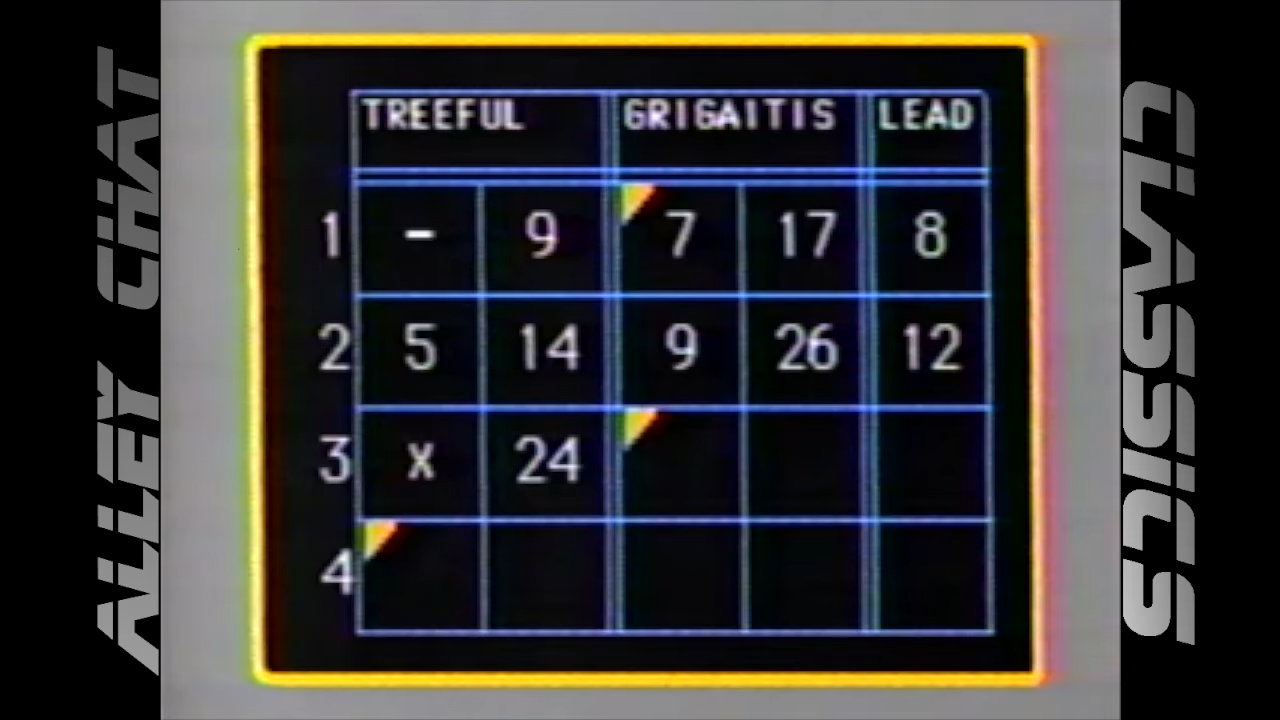 ALLEY CHAT
TREEFUL GRIGAITIS LEAD
1 - 9 7 17 8
2 5 14 9 26 12
3 X 24
4
CLASSICS